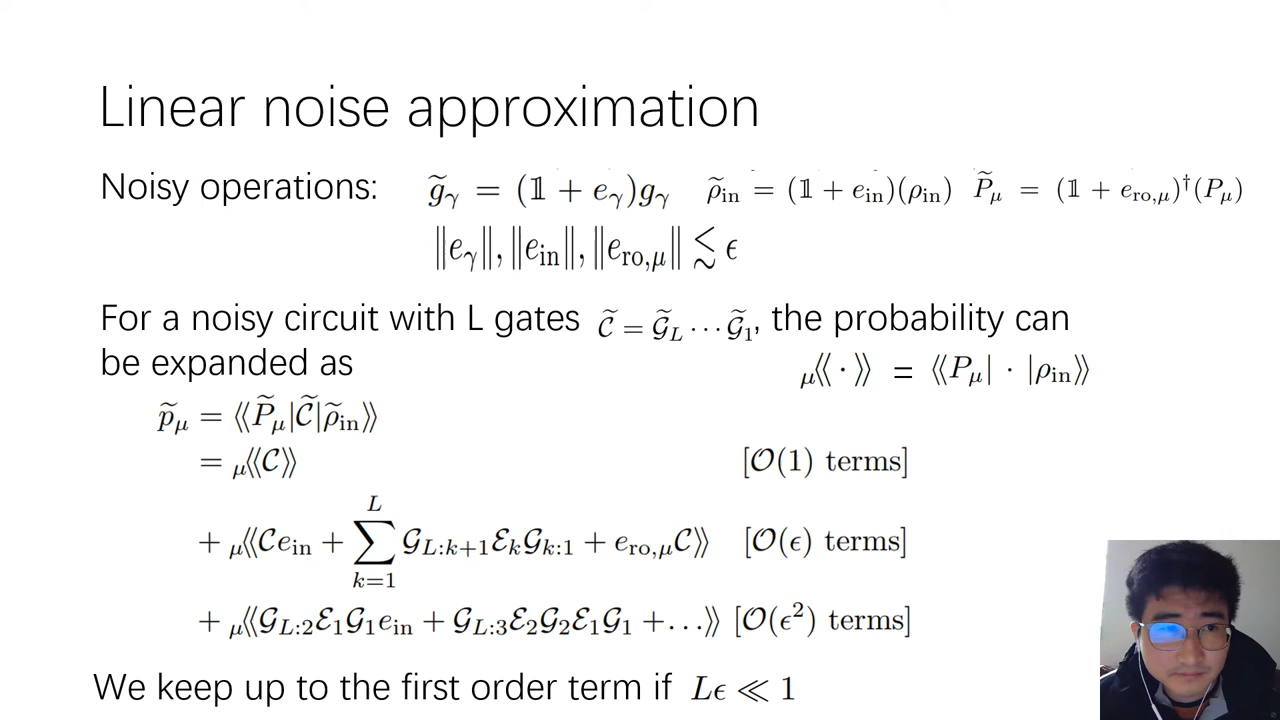 Linear noise approximation
Noisy operations: g̃_γ = (𝟙 + e_γ)g_γ ρ̃_in = (𝟙 + e_in)(ρ_in) P̃_μ = (𝟙 + e_ro,μ)†(P_μ)
‖e_γ‖, ‖e_in‖, ‖e_ro,μ‖ ≲ ϵ
For a noisy circuit with L gates 𝒞̃ = 𝒢̃_L ⋯ 𝒢̃_1, the probability can
be expanded as
_μ⟪ · ⟫ = ⟪P_μ| · |ρ_in⟫
p̃_μ = ⟪P̃_μ|𝒞̃|ρ̃_in⟫
= _μ⟪𝒞⟫ [𝒪(1) terms]
+ _μ⟪𝒞e_in + ∑_{k=1}^{L} 𝒢_{L:k+1}ℰ_k𝒢_{k:1} + e_ro,μ𝒞⟫ [𝒪(ϵ) terms]
+ _μ⟪𝒢_{L:2}ℰ_1𝒢_1e_in + 𝒢_{L:3}ℰ_2𝒢_2ℰ_1𝒢_1 + …⟫ [𝒪(ϵ²) terms]
We keep up to the first order term if Lϵ ≪ 1